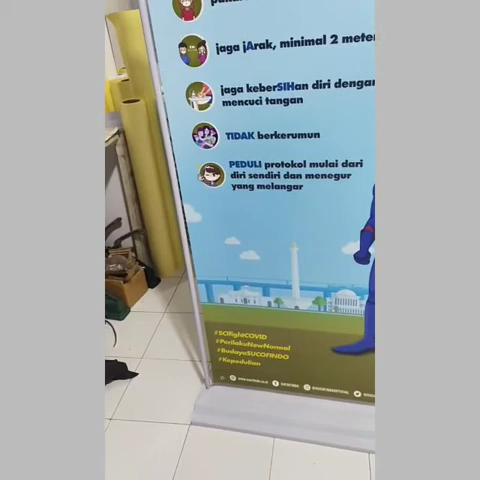 jaga jArak, minimal 2 meter
jaga keberSIHan diri dengan
mencuci tangan
TIDAK berkerumun
PEDULI protokol mulai dari
diri sendiri dan menegur
yang melangar
#SCIFightCOVID
#PerilakuNewNormal
#BudayaSUCOFINDO
#Kepedulian